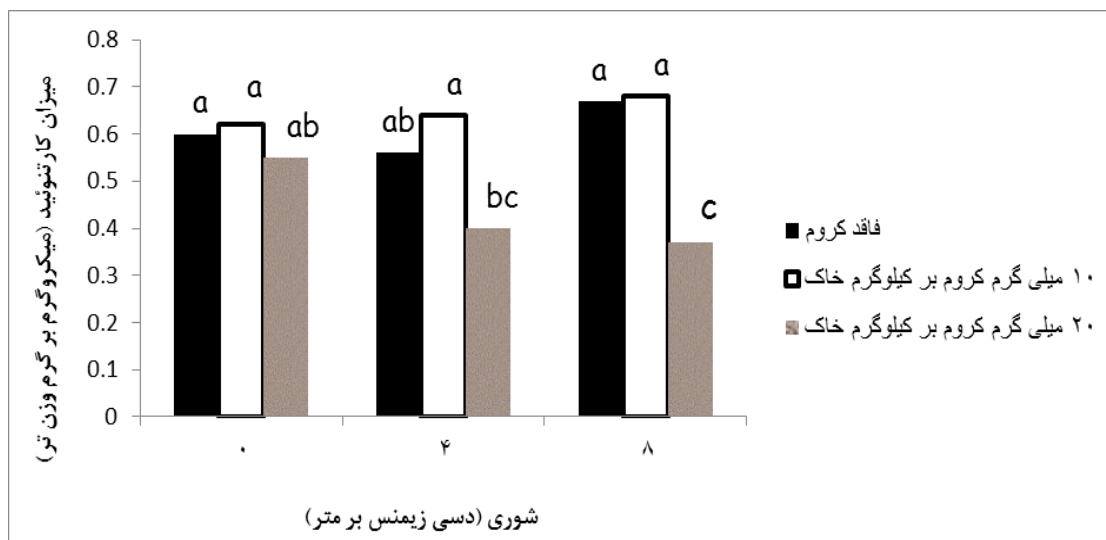 میزان کارتنوئید (میکروگرم بر گرم وزن تر)
0.8
0.7
0.6
0.5
0.4
0.3
0.2
0.1
0
a a ab
ab a bc
a a c
۰ ۴ ۸
شوری (دسی زیمنس بر متر)
فاقد کروم
۱۰ میلی گرم کروم بر کیلوگرم خاک
۲۰ میلی گرم کروم بر کیلوگرم خاک